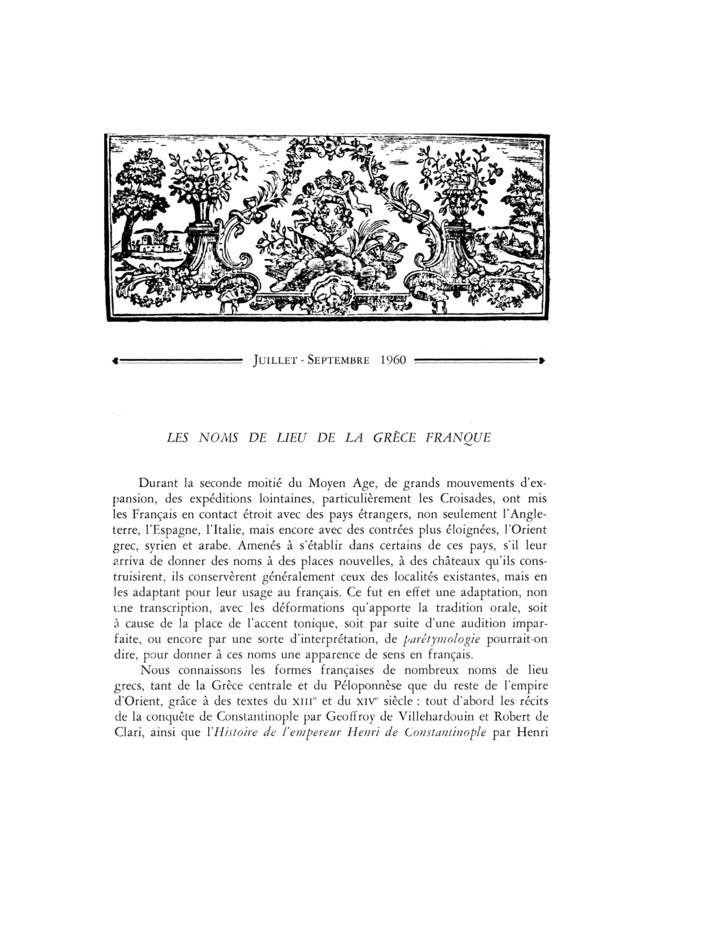 JUILLET - SEPTEMBRE 1960
LES NOMS DE LIEU DE LA GRÈCE FRANQUE
Durant la seconde moitié du Moyen Age, de grands mouvements d'ex-
pansion, des expéditions lointaines, particulièrement les Croisades, ont mis
les Français en contact étroit avec des pays étrangers, non seulement l'Angle-
terre, l'Espagne, l'Italie, mais encore avec des contrées plus éloignées, l'Orient
grec, syrien et arabe. Amenés à s'établir dans certains de ces pays, s'il leur
arriva de donner des noms à des places nouvelles, à des châteaux qu'ils cons-
truisirent, ils conservèrent généralement ceux des localités existantes, mais en
les adaptant pour leur usage au français. Ce fut en effet une adaptation, non
une transcription, avec les déformations qu'apporte la tradition orale, soit
à cause de la place de l'accent tonique, soit par suite d'une audition impar-
faite, ou encore par une sorte d'interprétation, de parétymologie pourrait-on
dire, pour donner à ces noms une apparence de sens en français.
Nous connaissons les formes françaises de nombreux noms de lieu
grecs, tant de la Grèce centrale et du Péloponnèse que du reste de l'empire
d'Orient, grâce à des textes du XIIIe et du XIVe siècle : tout d'abord les récits
de la conquête de Constantinople par Geoffroy de Villehardouin et Robert de
Clari, ainsi que l'Histoire de l'empereur Henri de Constantinople par Henri